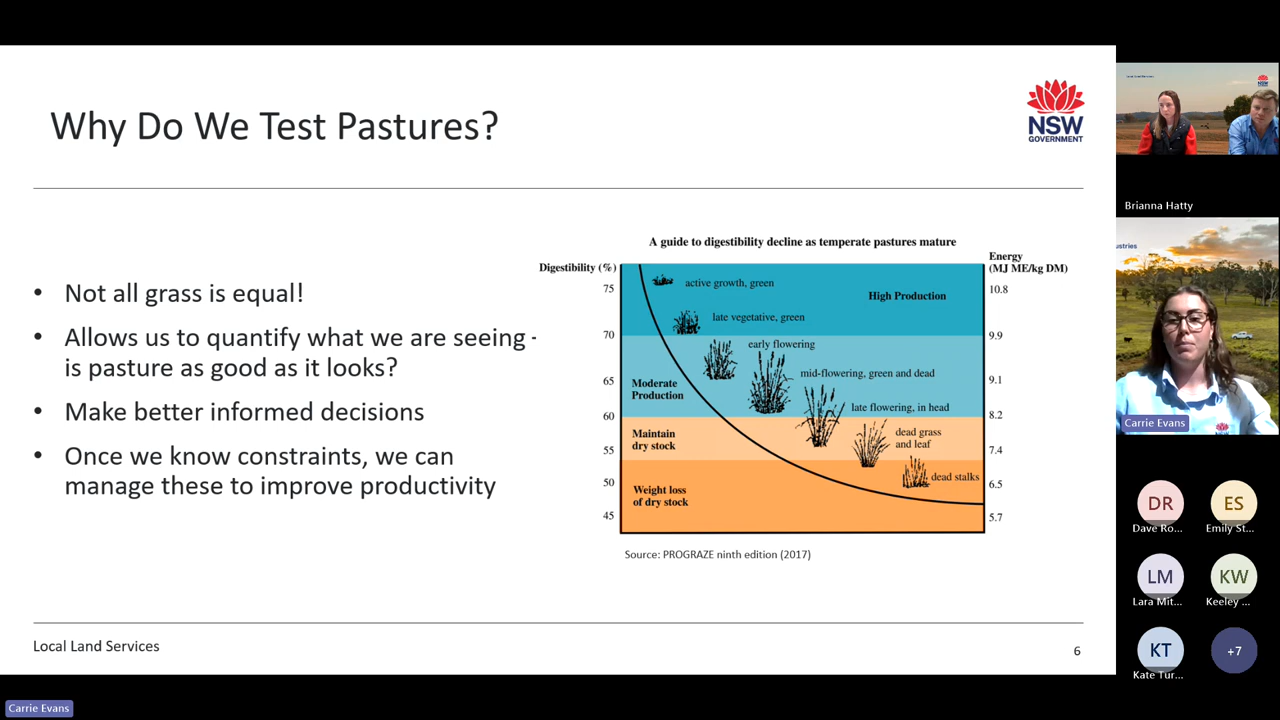 Why Do We Test Pastures?
NSW
GOVERNMENT
• Not all grass is equal!
• Allows us to quantify what we are seeing -
is pasture as good as it looks?
• Make better informed decisions
• Once we know constraints, we can
manage these to improve productivity
A guide to digestibility decline as temperate pastures mature
Digestibility (%)
Energy
(MJ ME/kg DM)
75
active growth, green
High Production
10.8
late vegetative, green
70
9.9
early flowering
mid-flowering, green and dead
65
Moderate
Production
9.1
late flowering, in head
60
8.2
Maintain
dry stock
dead grass
and leaf
55
7.4
dead stalks
50
Weight loss
of dry stock
6.5
45
5.7
Source: PROGRAZE ninth edition (2017)
Local Land Services
6
NSW
Brianna Hatty
ustries
Carrie Evans
DR
Dave Ro...
ES
Emily St...
LM
Lara Mit...
KW
Keeley ...
KT
Kate Tur...
+7
Carrie Evans